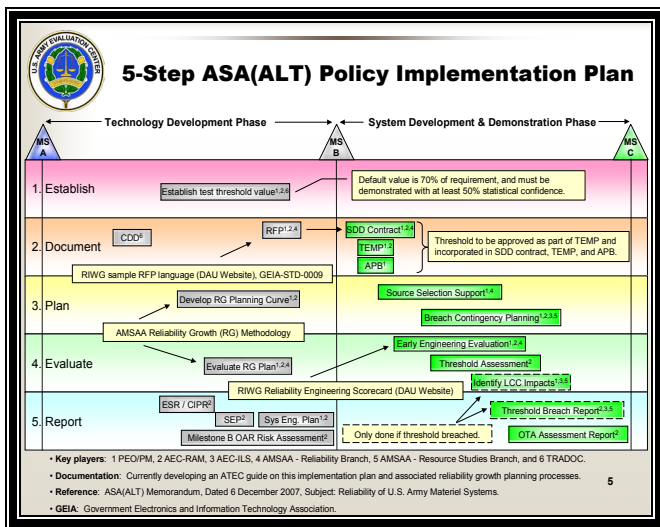 U.S. ARMY EVALUATION CENTER
5-Step ASA(ALT) Policy Implementation Plan
Technology Development Phase
System Development & Demonstration Phase
MS A
MS B
MS C
1. Establish
Establish test threshold value1,2,6
Default value is 70% of requirement, and must be
demonstrated with at least 50% statistical confidence.
2. Document
CDD6
RFP1,2,4
SDD Contract1,2,4
TEMP1,2
APB1
Threshold to be approved as part of TEMP and
incorporated in SDD contract, TEMP, and APB.
RIWG sample RFP language (DAU Website), GEIA-STD-0009
3. Plan
Develop RG Planning Curve1,2
Source Selection Support1,4
Breach Contingency Planning1,2,3,5
AMSAA Reliability Growth (RG) Methodology
4. Evaluate
Evaluate RG Plan1,2,4
Early Engineering Evaluation1,2,4
Threshold Assessment2
Identify LCC Impacts1,3,5
RIWG Reliability Engineering Scorecard (DAU Website)
5. Report
ESR / CIPR2
SEP2
Sys Eng. Plan1,2
Milestone B OAR Risk Assessment2
Only done if threshold breached.
Threshold Breach Report2,3,5
OTA Assessment Report2
• Key players: 1 PEO/PM, 2 AEC-RAM, 3 AEC-ILS, 4 AMSAA - Reliability Branch, 5 AMSAA - Resource Studies Branch, and 6 TRADOC.
• Documentation: Currently developing an ATEC guide on this implementation plan and associated reliability growth planning processes.
• Reference: ASA(ALT) Memorandum, Dated 6 December 2007, Subject: Reliability of U.S. Army Materiel Systems.
• GEIA: Government Electronics and Information Technology Association.
5